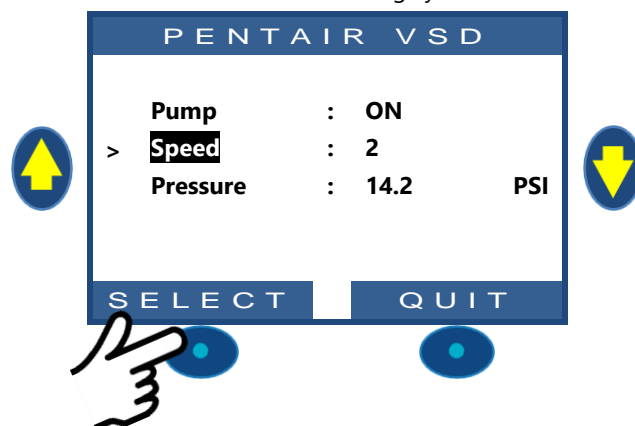 PENTAIR VSD
Pump : ON
> Speed : 2
Pressure : 14.2 PSI
SELECT QUIT